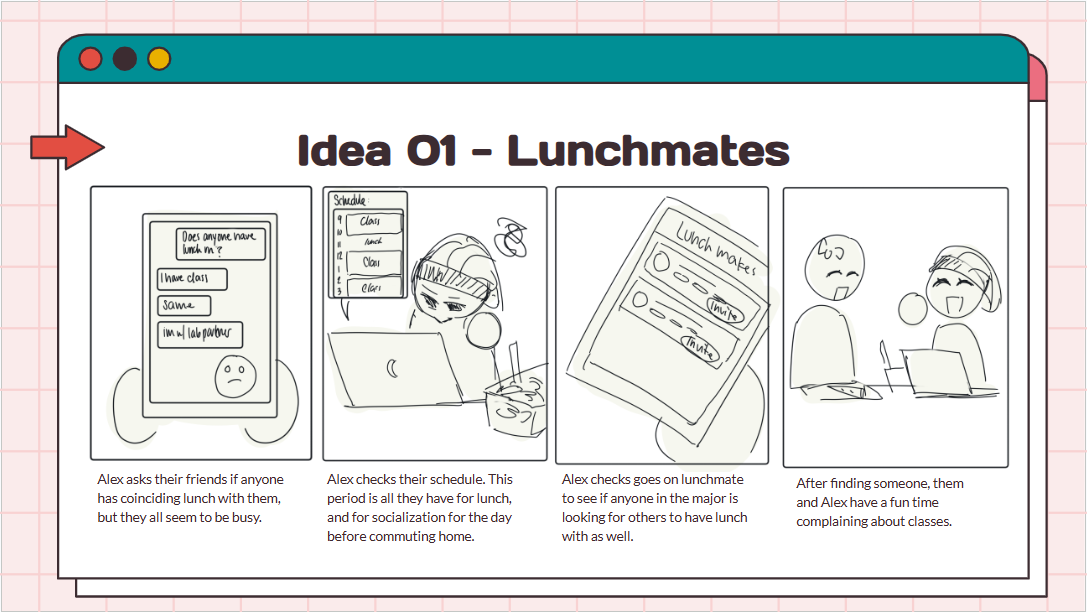 Idea 01 - Lunchmates
Does anyone have
lunch rn?
I have class
same
im w/ lab partner
Schedule:
9
Class
10
11
lunch
12
Class
1
2
Class
3
Lunch mates
Invite
Invite
Alex asks their friends if anyone
has coinciding lunch with them,
but they all seem to be busy.
Alex checks their schedule. This
period is all they have for lunch,
and for socialization for the day
before commuting home.
Alex checks goes on lunchmate
to see if anyone in the major is
looking for others to have lunch
with as well.
After finding someone, them
and Alex have a fun time
complaining about classes.